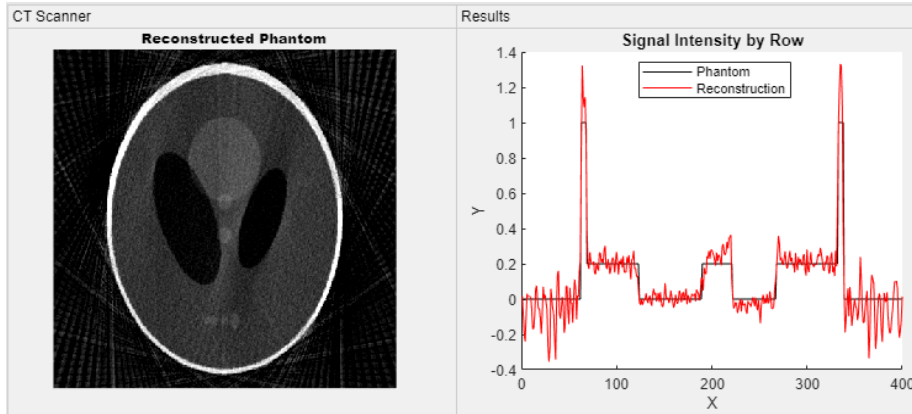 CT Scanner
Reconstructed Phantom
Results
Signal Intensity by Row
Phantom
Reconstruction
1.4
1.2
1
0.8
0.6
0.4
0.2
0
-0.2
-0.4
Y
0 100 200 300 400
X